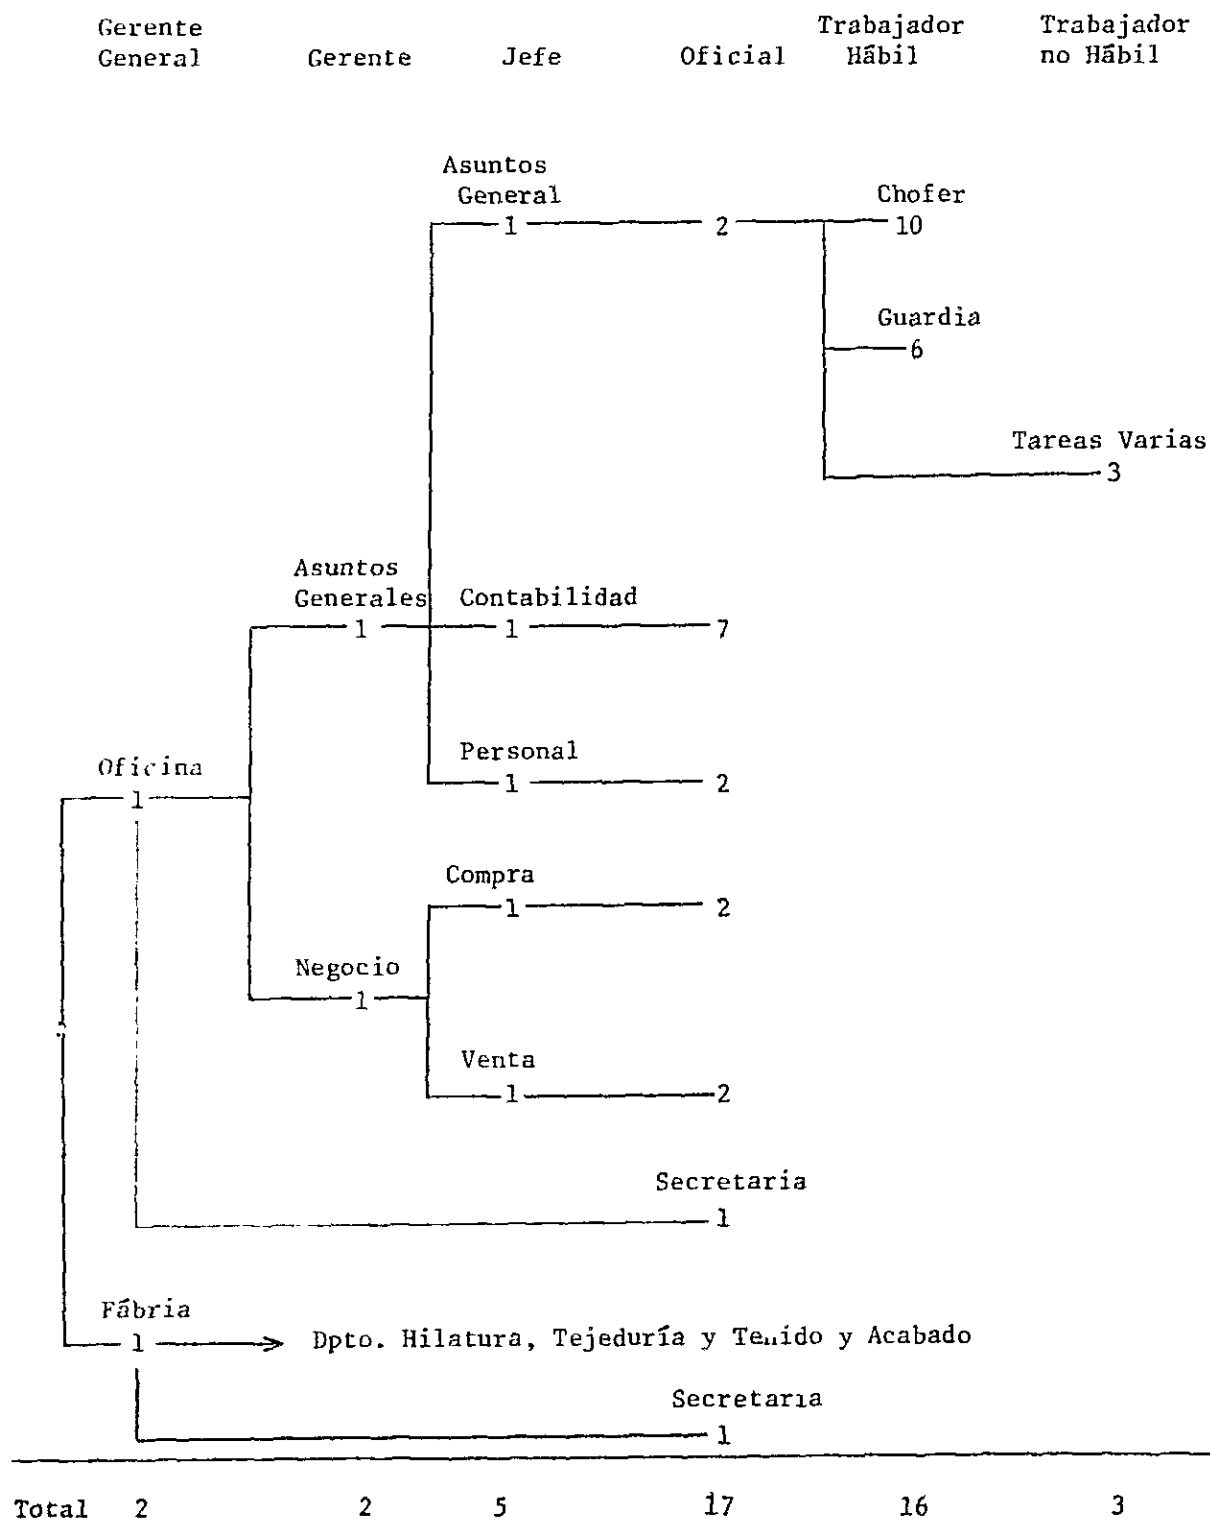 Gerente General
Gerente
Jefe
Oficial
Trabajador Hábil
Trabajador no Hábil
Asuntos General
1
2
Chofer
10
Guardia
6
Tareas Varias
3
Asuntos Generales
1
Contabilidad
1
7
Personal
1
2
Oficina
1
Compra
1
2
Negocio
1
Venta
1
2
Secretaria
1
Fábria
1
Dpto. Hilatura, Tejeduría y Teñido y Acabado
Secretaria
1
Total 2 2 5 17 16 3